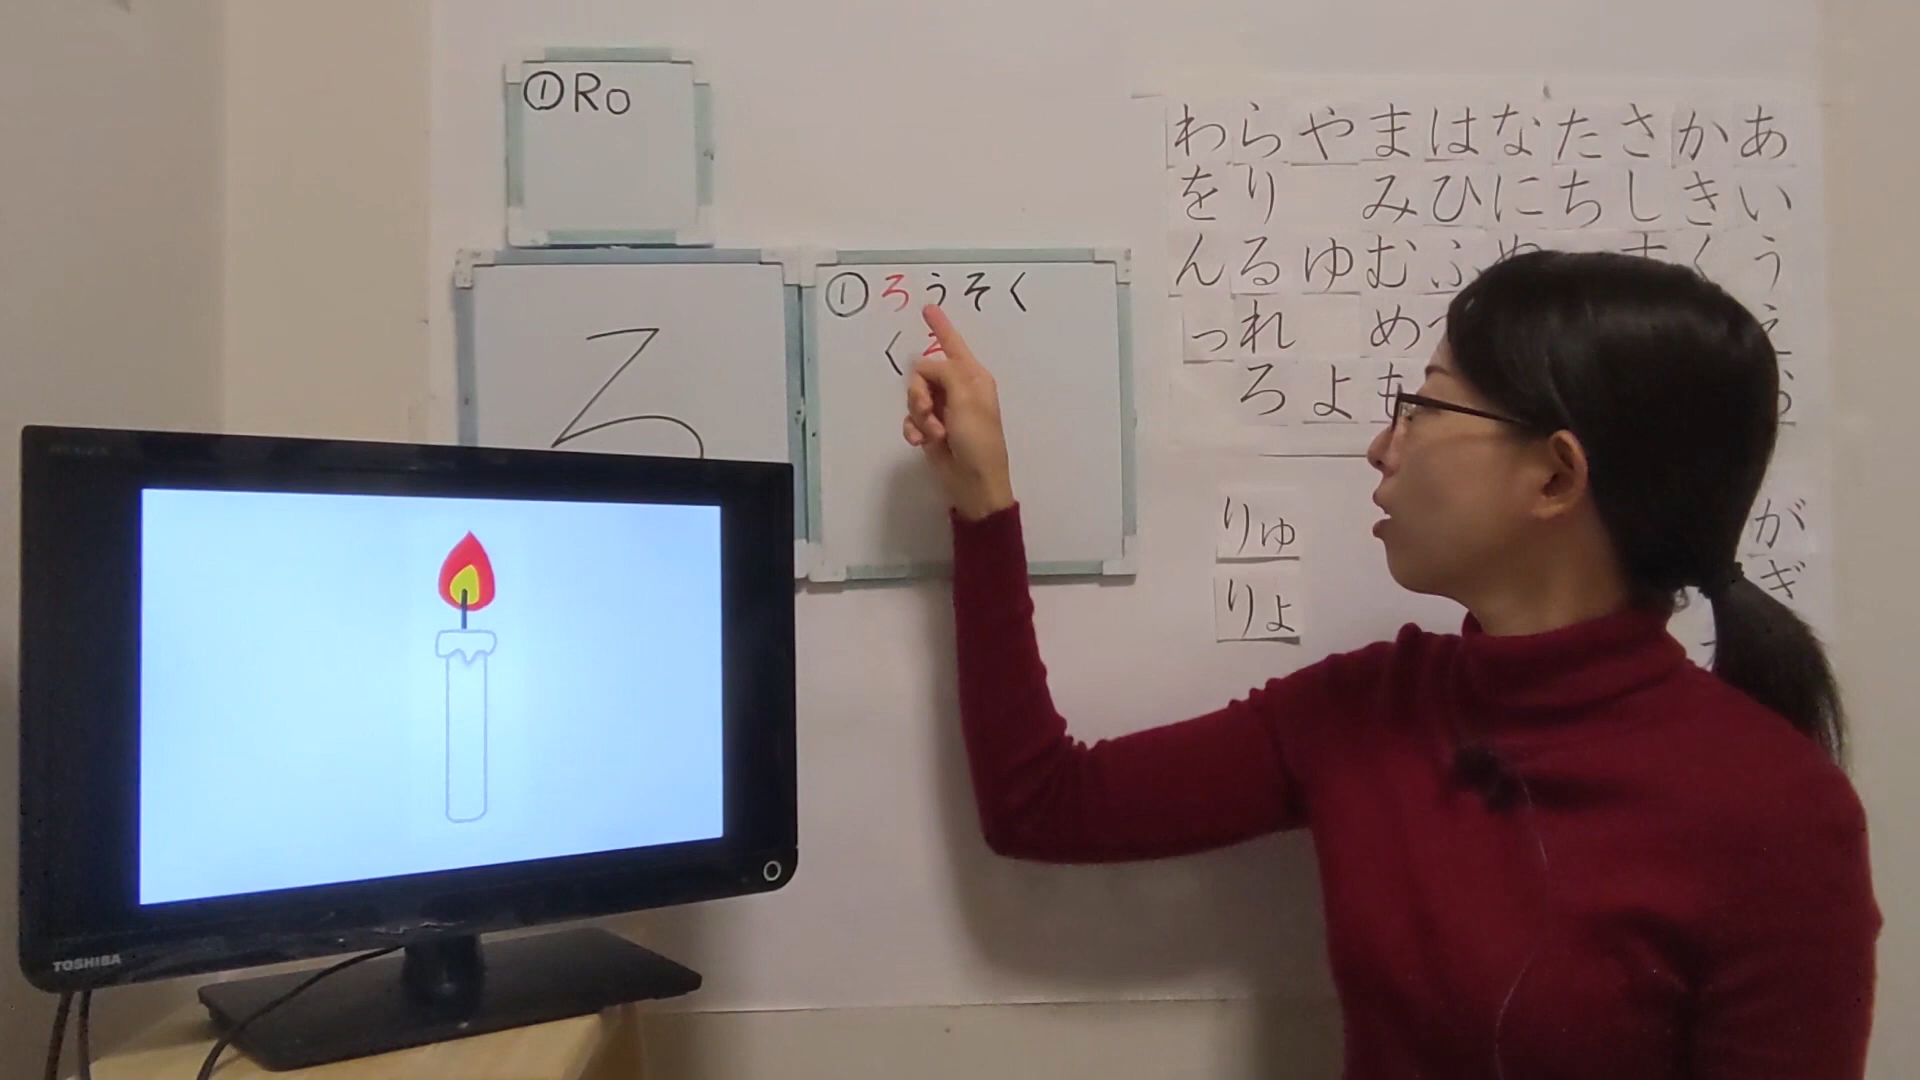 ①Ro
ろ
①ろうそく
く
わらやまはなたさかあ
をり みひにちしきい
んるゆむふ くう
っれ め
ろよも
りゅ
りょ
が
ぎ
TOSHIBA